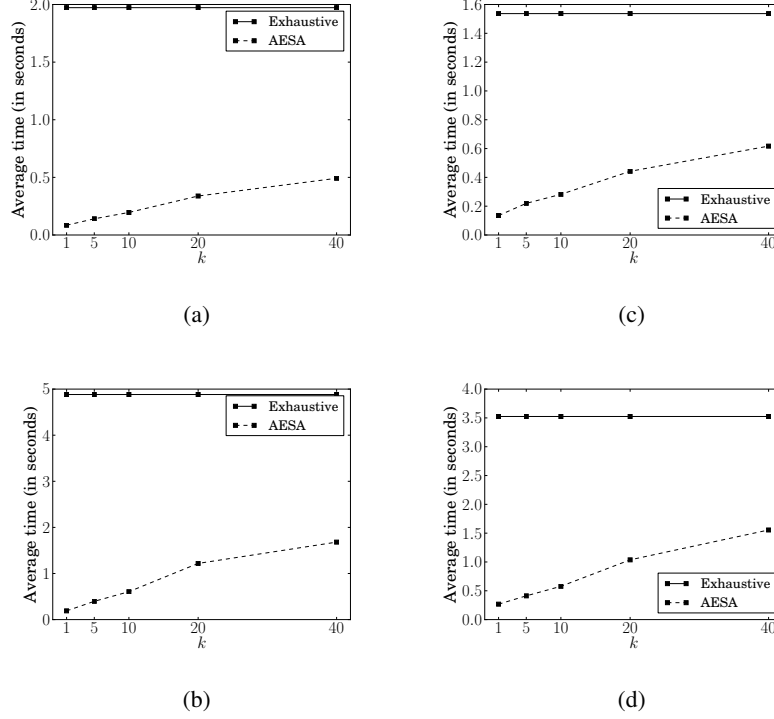 2.0
1.5
1.0
0.5
0.0
Average time (in seconds)
Exhaustive
AESA
1 5 10 20 40
k
(a)
1.6
1.4
1.2
1.0
0.8
0.6
0.4
0.2
0.0
Average time (in seconds)
Exhaustive
AESA
1 5 10 20 40
k
(c)
5
4
3
2
1
0
Average time (in seconds)
Exhaustive
AESA
1 5 10 20 40
k
(b)
4.0
3.5
3.0
2.5
2.0
1.5
1.0
0.5
0.0
Average time (in seconds)
Exhaustive
AESA
1 5 10 20 40
k
(d)